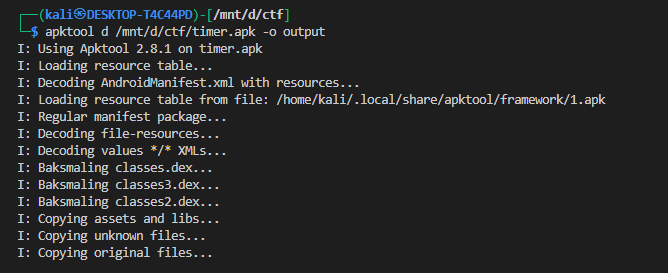 ┌──(kali㉿DESKTOP-T4C44PD)-[/mnt/d/ctf]
└─$ apktool d /mnt/d/ctf/timer.apk -o output
I: Using Apktool 2.8.1 on timer.apk
I: Loading resource table...
I: Decoding AndroidManifest.xml with resources...
I: Loading resource table from file: /home/kali/.local/share/apktool/framework/1.apk
I: Regular manifest package...
I: Decoding file-resources...
I: Decoding values */* XMLs...
I: Baksmaling classes.dex...
I: Baksmaling classes3.dex...
I: Baksmaling classes2.dex...
I: Copying assets and libs...
I: Copying unknown files...
I: Copying original files...